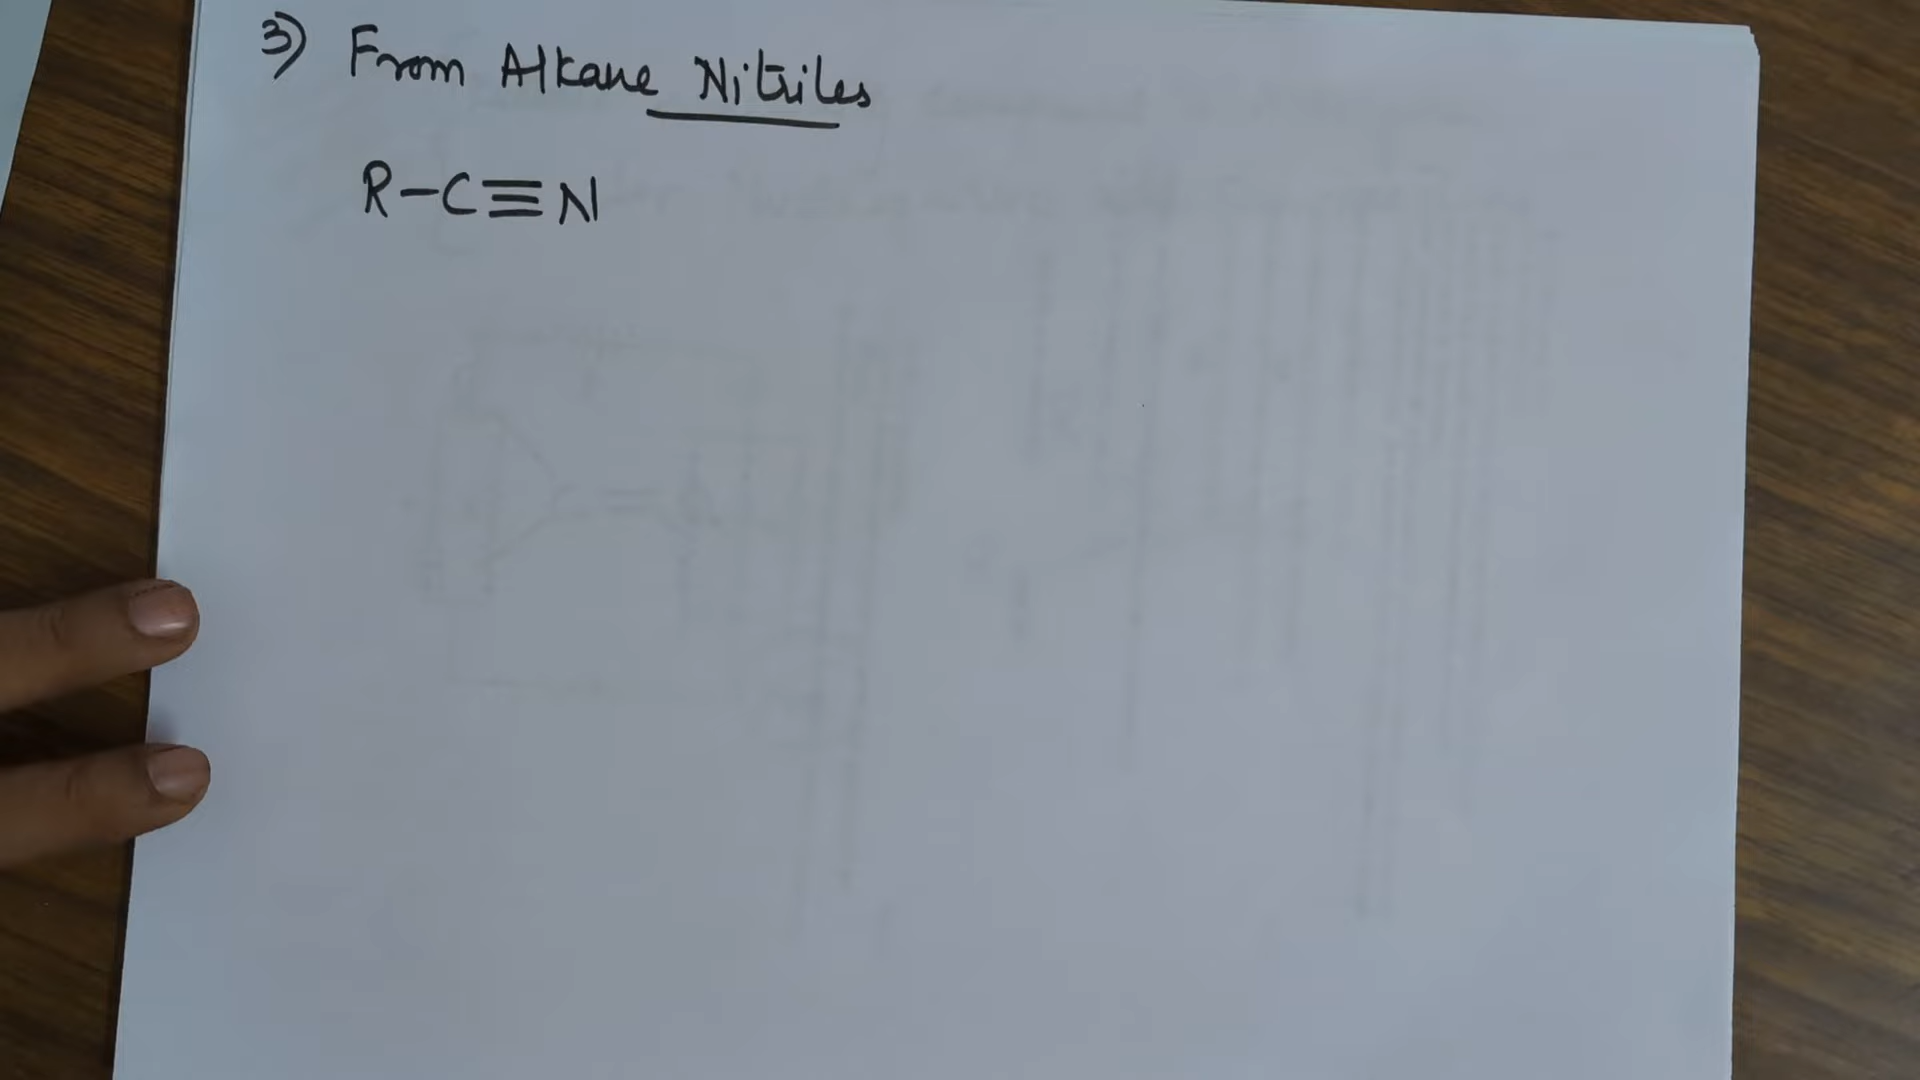 3) From Alkane Nitriles
R-C≡N